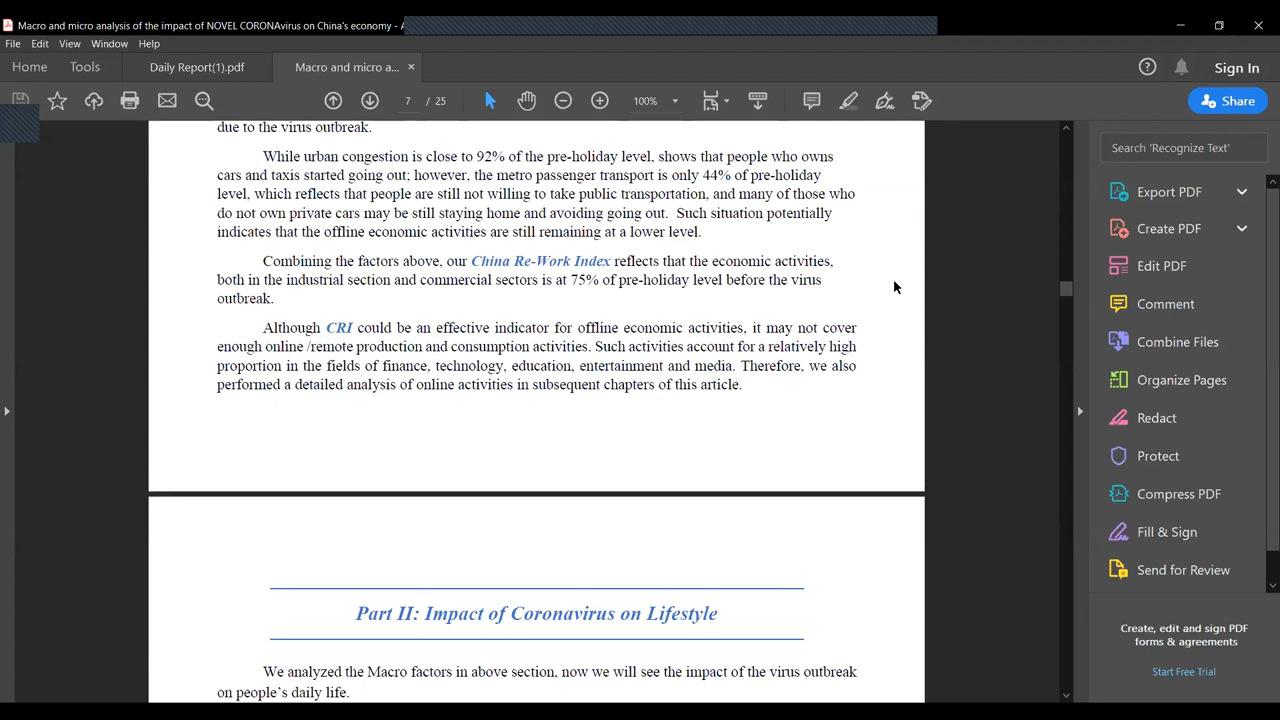 Macro and micro analysis of the impact of NOVEL CORONAvirus on China's economy -
File Edit View Window Help
Home Tools Daily Report(1).pdf Macro and micro a... ×
Sign In
7 / 25 100%
Share
due to the virus outbreak.
While urban congestion is close to 92% of the pre-holiday level, shows that people who owns
cars and taxis started going out; however, the metro passenger transport is only 44% of pre-holiday
level, which reflects that people are still not willing to take public transportation, and many of those who
do not own private cars may be still staying home and avoiding going out. Such situation potentially
indicates that the offline economic activities are still remaining at a lower level.
Combining the factors above, our China Re-Work Index reflects that the economic activities,
both in the industrial section and commercial sectors is at 75% of pre-holiday level before the virus
outbreak.
Although CRI could be an effective indicator for offline economic activities, it may not cover
enough online /remote production and consumption activities. Such activities account for a relatively high
proportion in the fields of finance, technology, education, entertainment and media. Therefore, we also
performed a detailed analysis of online activities in subsequent chapters of this article.
Part II: Impact of Coronavirus on Lifestyle
We analyzed the Macro factors in above section, now we will see the impact of the virus outbreak
on people's daily life.
Search 'Recognize Text'
Export PDF
Create PDF
Edit PDF
Comment
Combine Files
Organize Pages
Redact
Protect
Compress PDF
Fill & Sign
Send for Review
Create, edit and sign PDF
forms & agreements
Start Free Trial